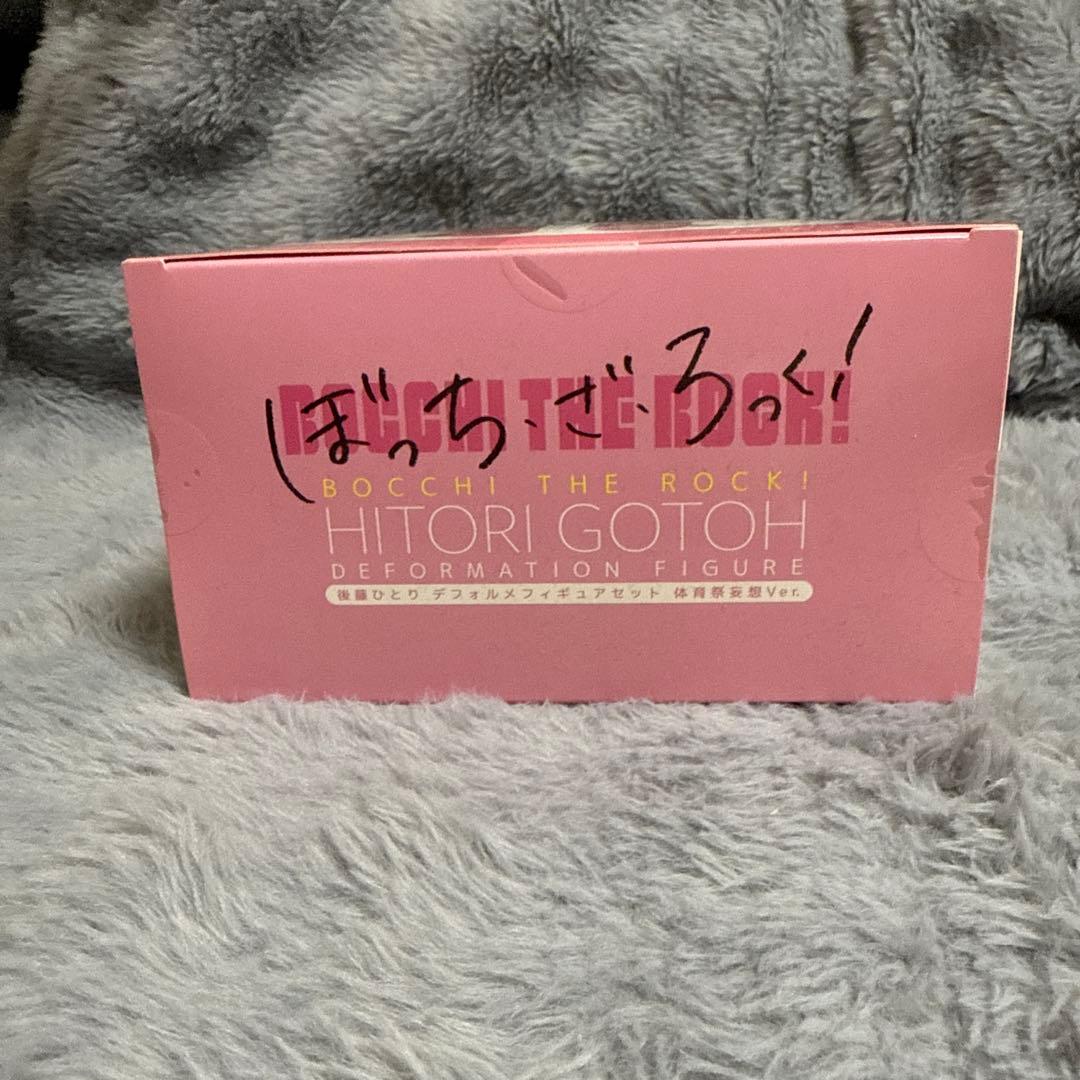 BOCCHI THE ROCK!
ぼっち・ざ・ろっく!
BOCCHI THE ROCK!
HITORI GOTOH
DEFORMATION FIGURE
後藤ひとり デフォルメフィギュアセット 体育祭妄想Ver.